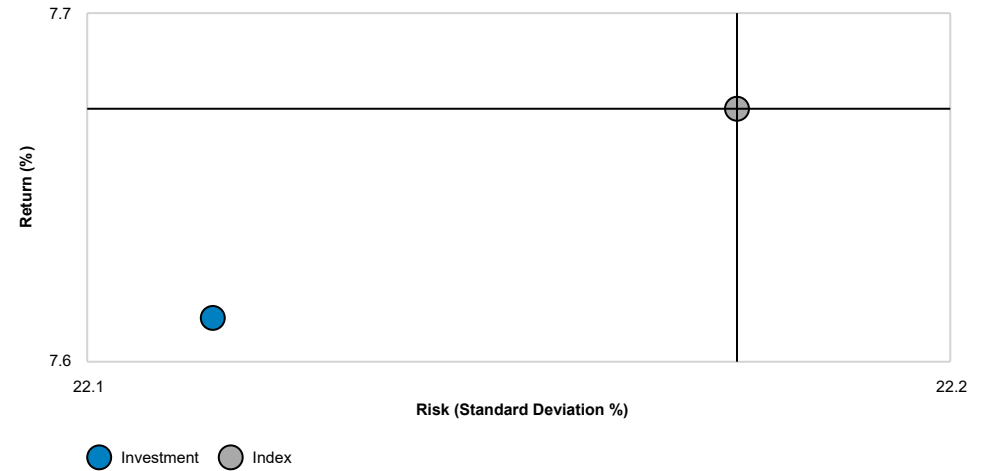 7.7
Return (%)
7.6
22.1
22.2
Risk (Standard Deviation %)
Investment
Index